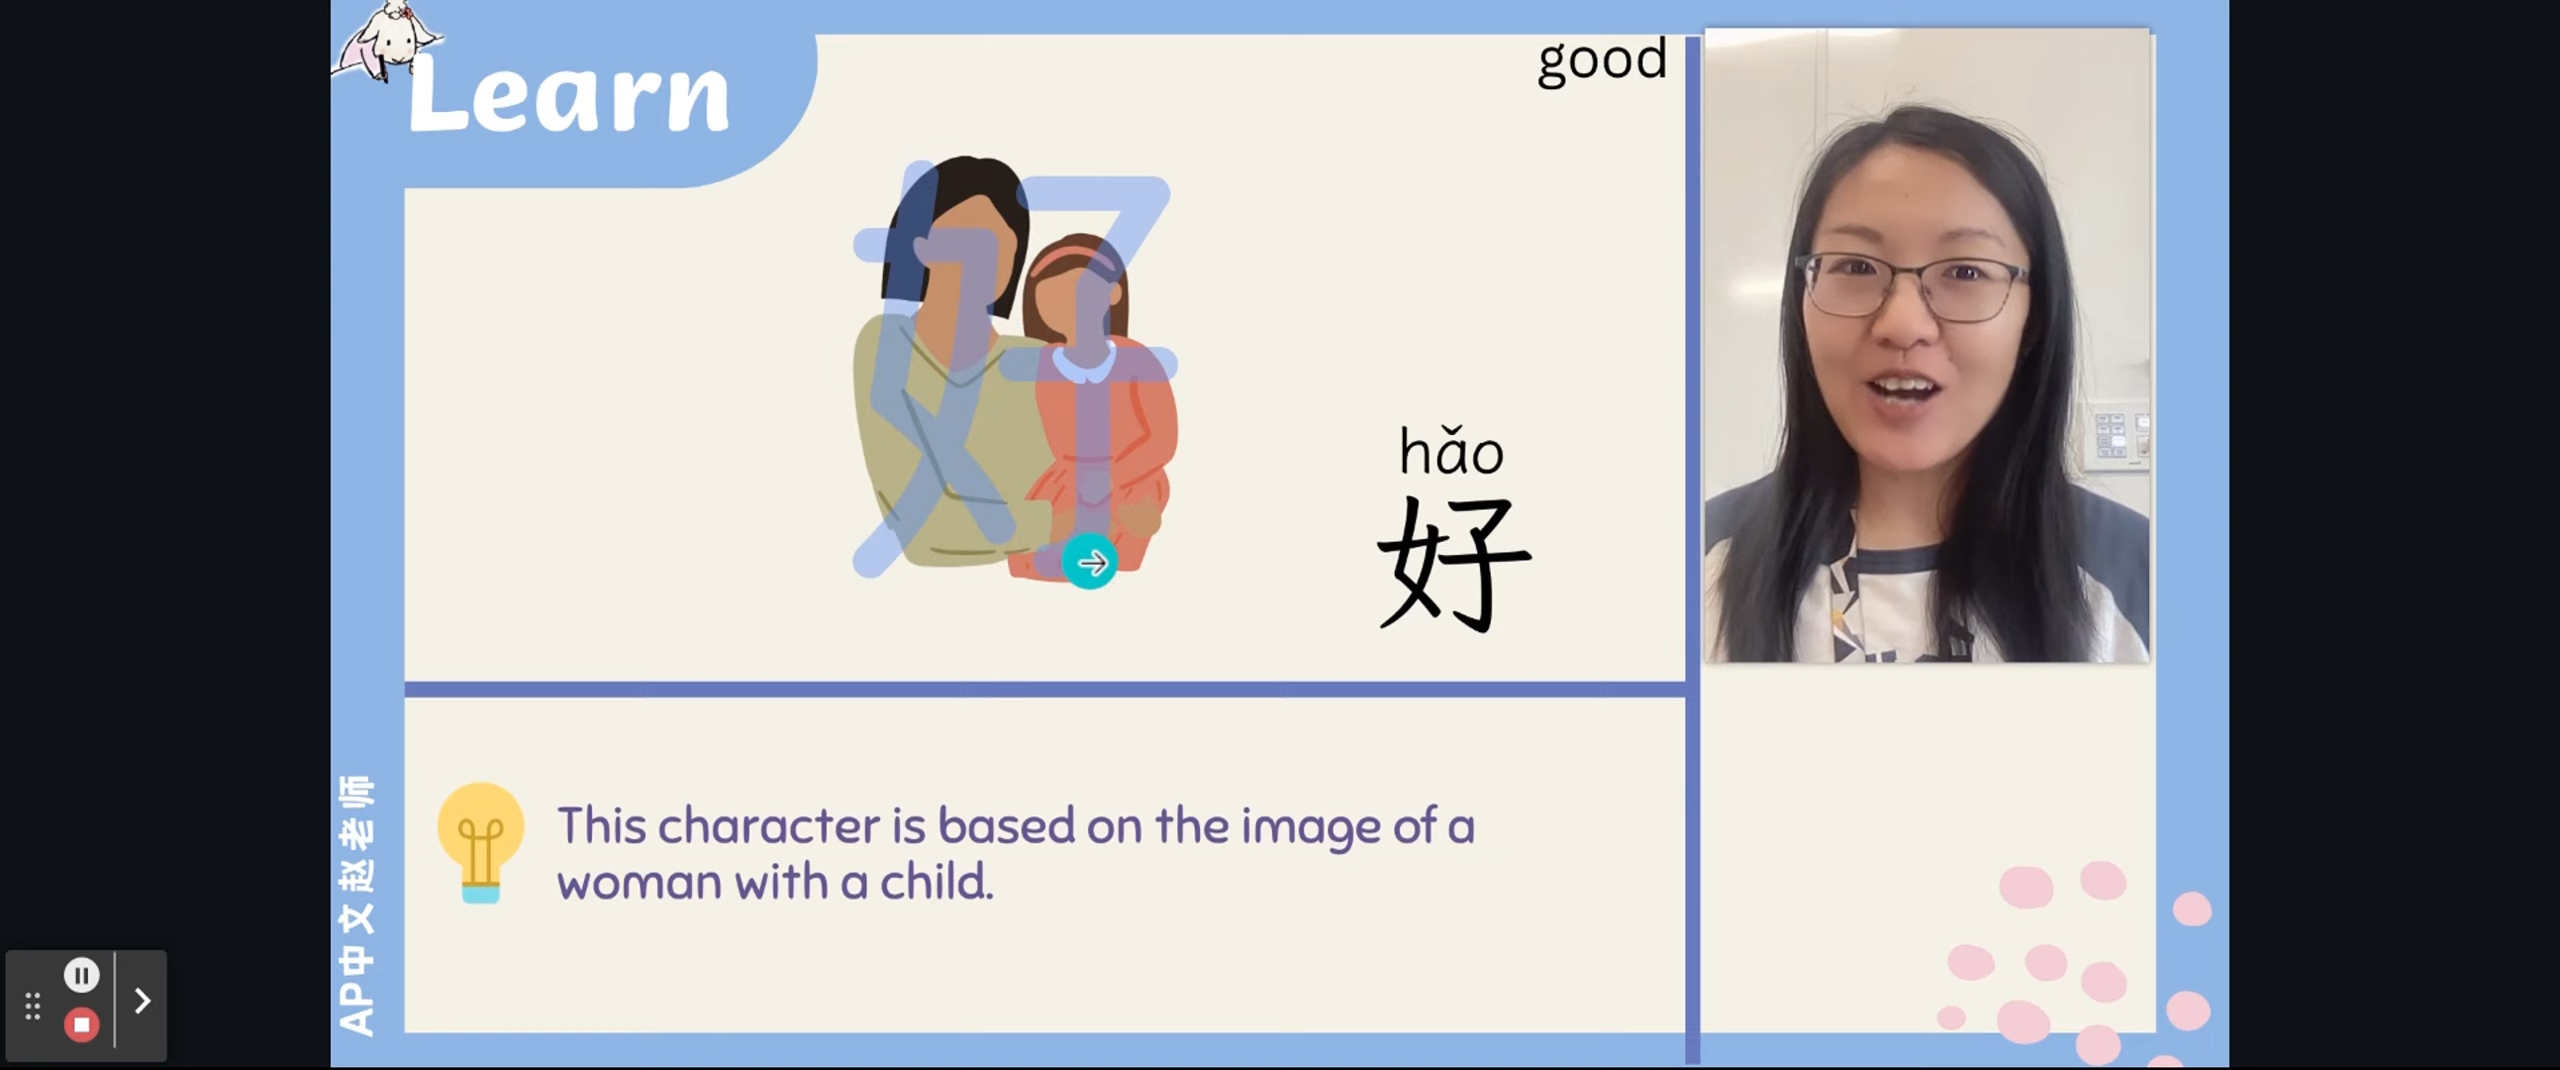 Learn
good
hǎo
好
This character is based on the image of a
woman with a child.
AP中文赵老师